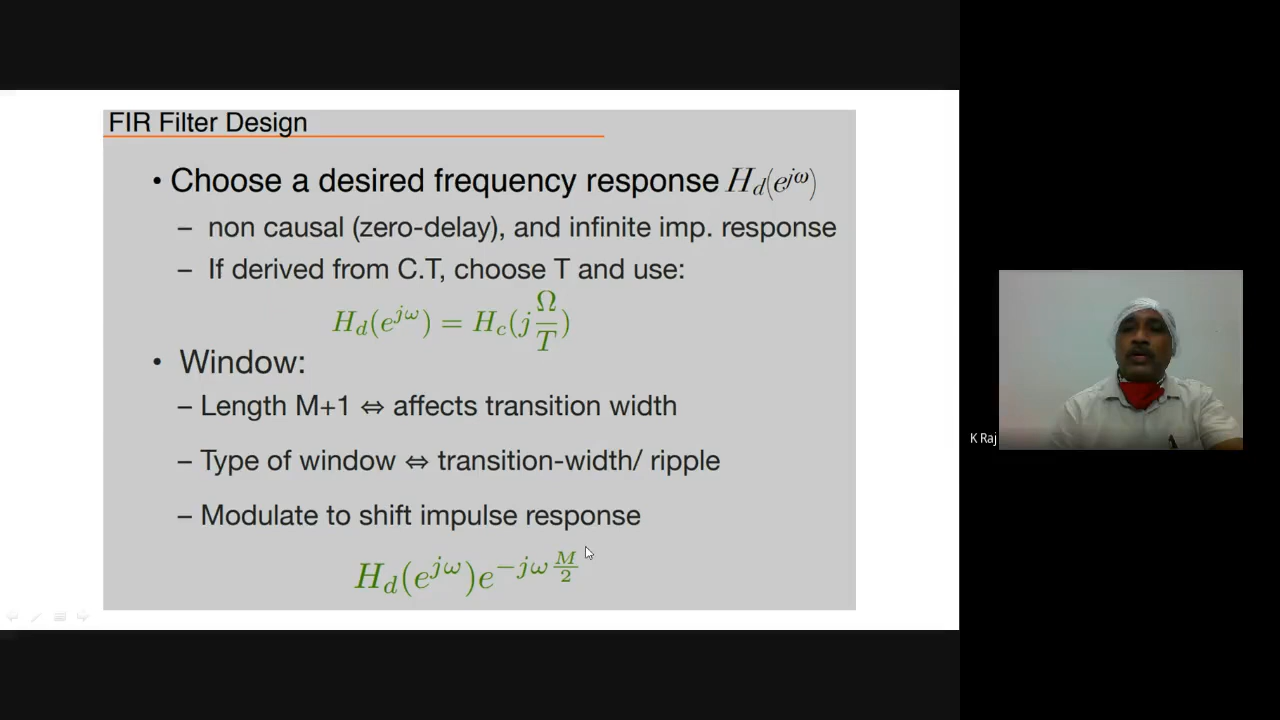 FIR Filter Design
• Choose a desired frequency response H_d(e^{jω})
– non causal (zero-delay), and infinite imp. response
– If derived from C.T, choose T and use:
H_d(e^{jω}) = H_c(j\frac{Ω}{T})
• Window:
– Length M+1 ⇔ affects transition width
– Type of window ⇔ transition-width/ ripple
– Modulate to shift impulse response
H_d(e^{jω})e^{-jω\frac{M}{2}}
K Raj